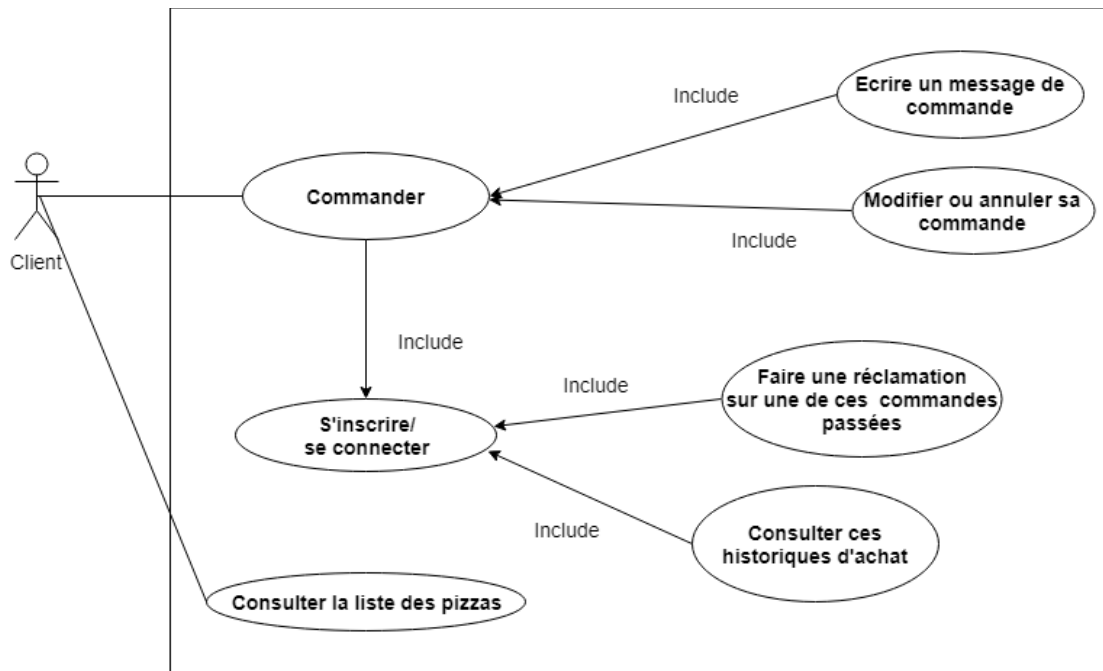 Include
Ecrire un message de
commande
Commander
Modifier ou annuler sa
commande
Include
Client
Include
Include
Faire une réclamation
sur une de ces commandes
passées
S'inscrire/
se connecter
Include
Consulter ces
historiques d'achat
Consulter la liste des pizzas